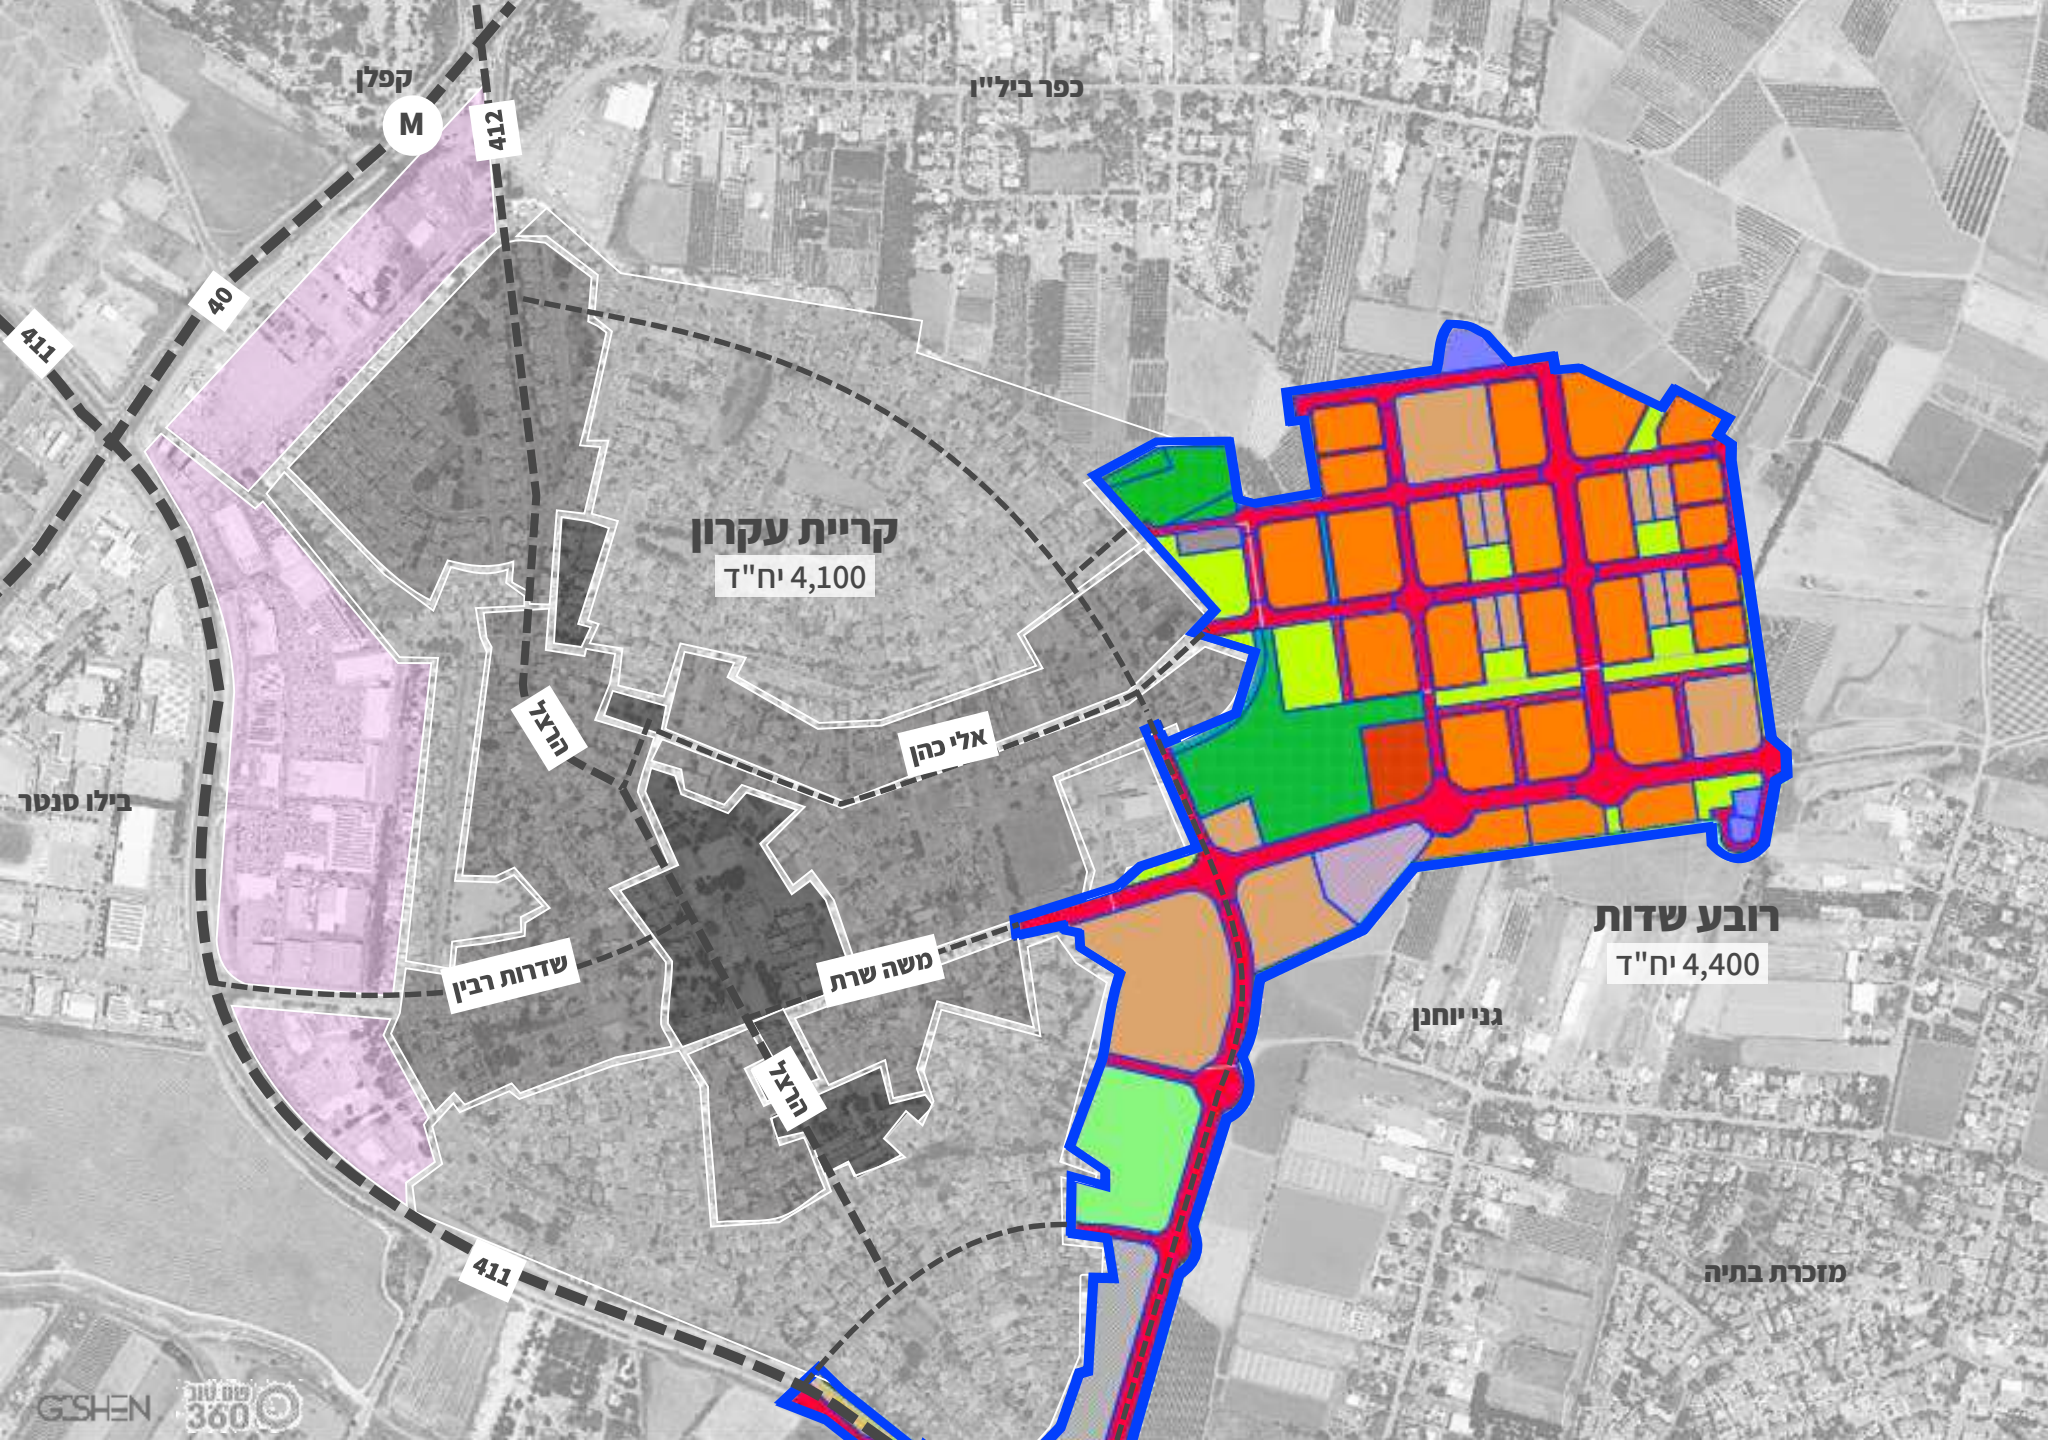 קפלן
M
412
כפר ביל"ו
40
411
קריית עקרון
4,100 יח"ד
הרצל
אלי כהן
בילו סנטר
רובע שדות
4,400 יח"ד
שדרות רבין
משה שרת
גני יוחנן
הרצל
411
מזכרת בתיה
GESHEN
360